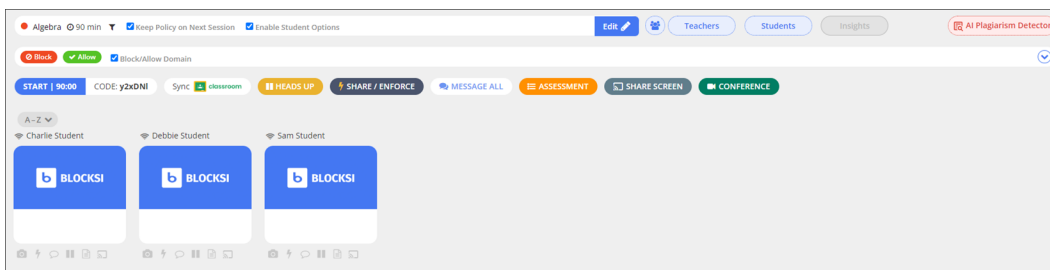 Algebra 90 min Keep Policy on Next Session Enable Student Options Edit Teachers Students Insights AI Plagiarism Detector
Block Allow Block/Allow Domain
START | 90:00 CODE: y2xDNl Sync classroom HEADS UP SHARE / ENFORCE MESSAGE ALL ASSESSMENT SHARE SCREEN CONFERENCE
A-Z
Charlie Student Debbie Student Sam Student
b BLOCKSI b BLOCKSI b BLOCKSI